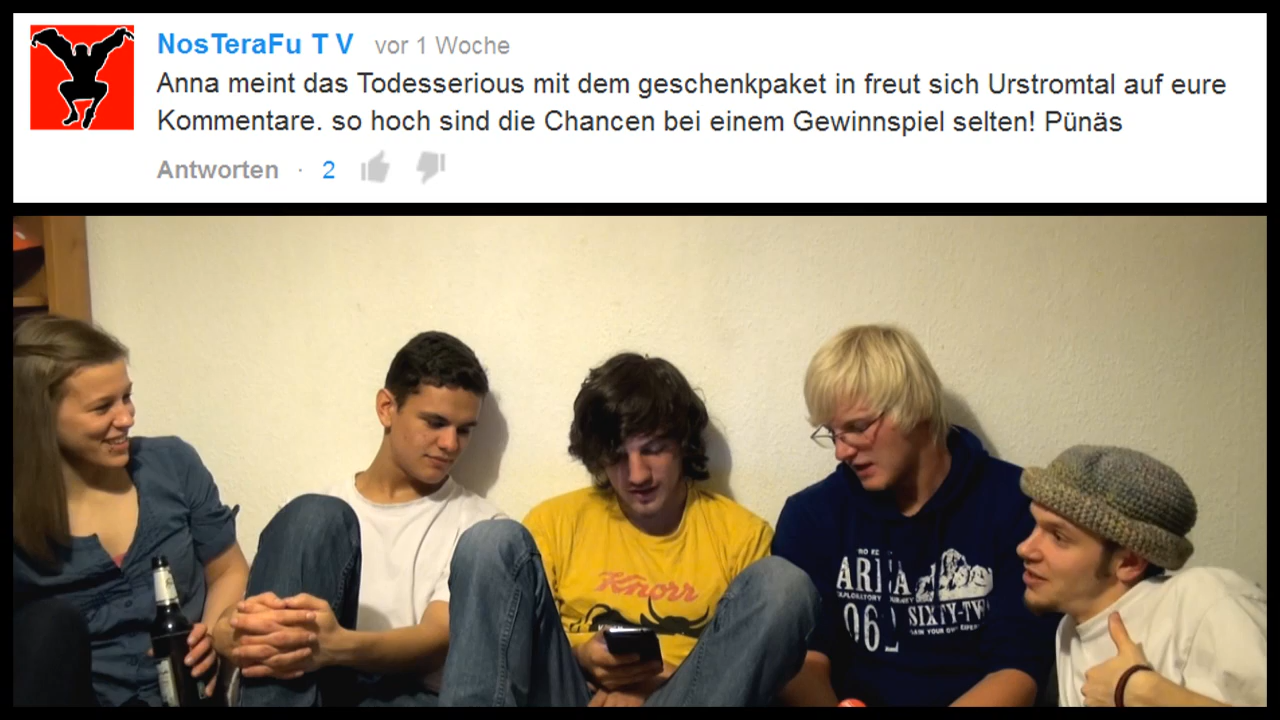 NosTeraFu T V vor 1 Woche
Anna meint das Todesserious mit dem geschenkpaket in freut sich Urstromtal auf eure
Kommentare. so hoch sind die Chancen bei einem Gewinnspiel selten! Pünäs
Antworten · 2
Knorr
AREA
062 SIXTY-TW